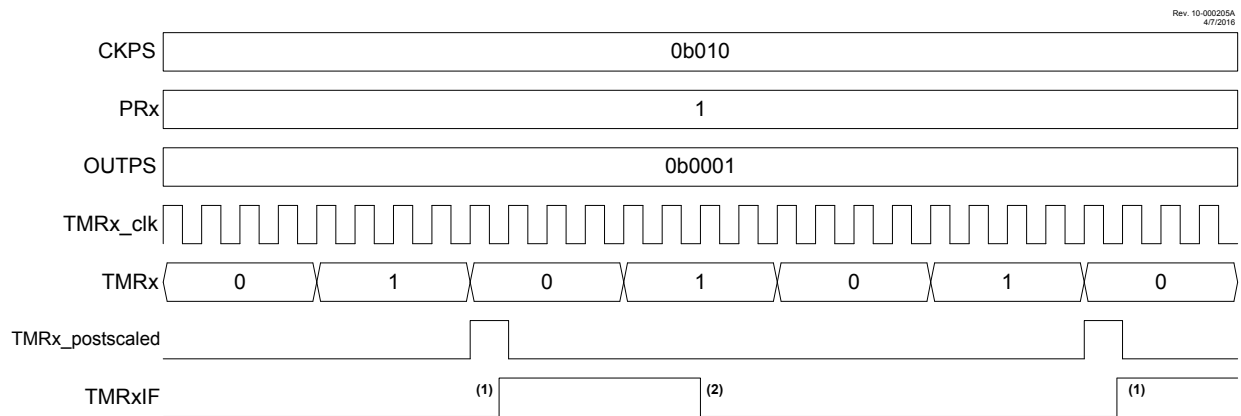 Rev. 10-000205A
4/7/2016
CKPS 0b010
PRx 1
OUTPS 0b0001
TMRx_clk
TMRx 0 1 0 1 0 1 0
TMRx_postscaled
TMRxIF (1) (2) (1)